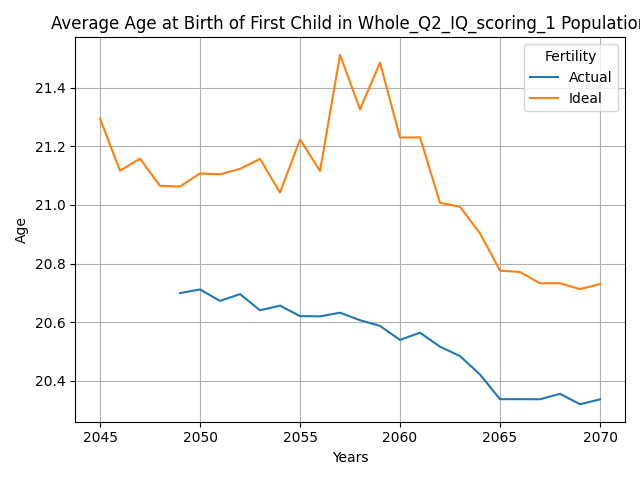 Average Age at Birth of First Child in Whole_Q2_IQ_scoring_1 Population
Fertility
Actual
Ideal
21.4
21.2
21.0
20.8
20.6
20.4
Age
2045 2050 2055 2060 2065 2070
Years